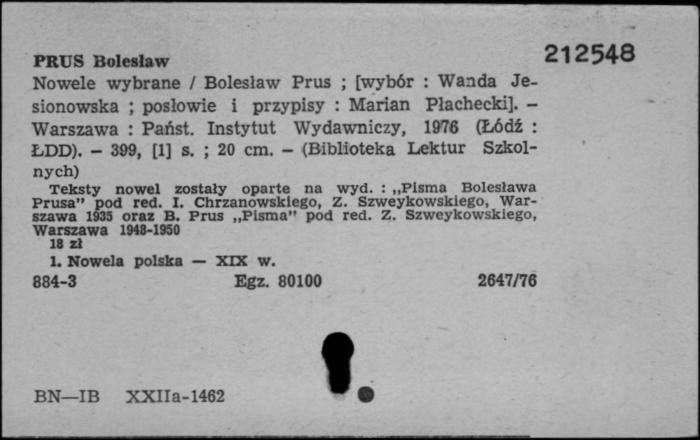 PRUS Bolesław
212548
Nowele wybrane / Bolesław Prus ; [wybór : Wanda Je-
sionowska ; posłowie i przypisy : Marian Płachecki]. –
Warszawa : Państ. Instytut Wydawniczy, 1976 (Łódź :
ŁDD). – 399, [1] s. ; 20 cm. – (Biblioteka Lektur Szkol-
nych)
Teksty nowel zostały oparte na wyd. : „Pisma Bolesława
Prusa” pod red. I. Chrzanowskiego, Z. Szweykowskiego, War-
szawa 1935 oraz B. Prus „Pisma” pod red. Z. Szweykowskiego,
Warszawa 1948-1950
18 zł
1. Nowela polska — XIX w.
884-3 Egz. 80100 2647/76
BN—IB XXIIa-1462